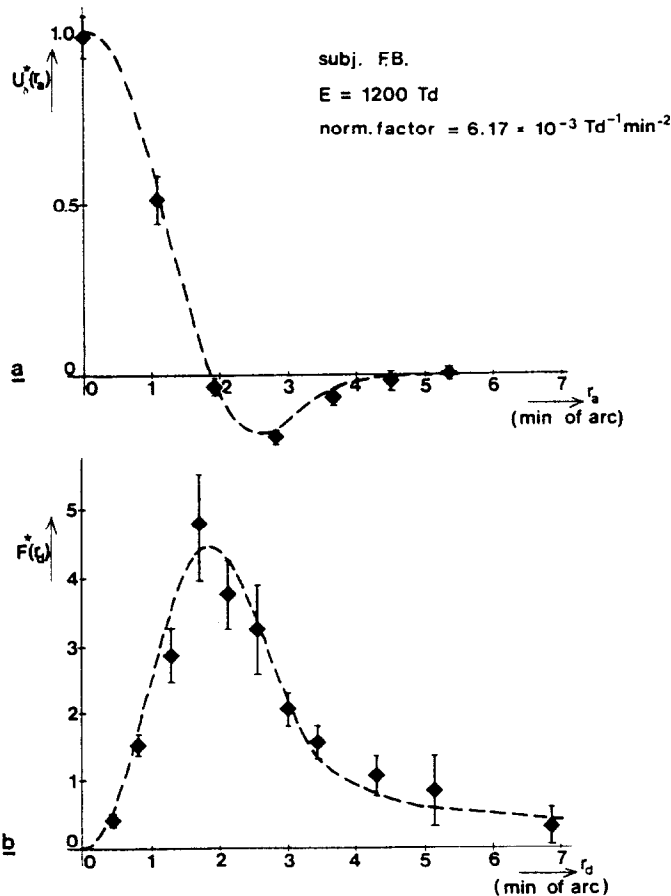 1.0
U*δ(ra)
subj. F.B.
E = 1200 Td
norm.factor = 6.17 × 10⁻³ Td⁻¹min⁻²
0.5
a
0
0 1 2 3 4 5 6 7
ra
(min of arc)
5
F*(rd)
4
3
2
1
b
0
0 1 2 3 4 5 6 7
rd
(min of arc)